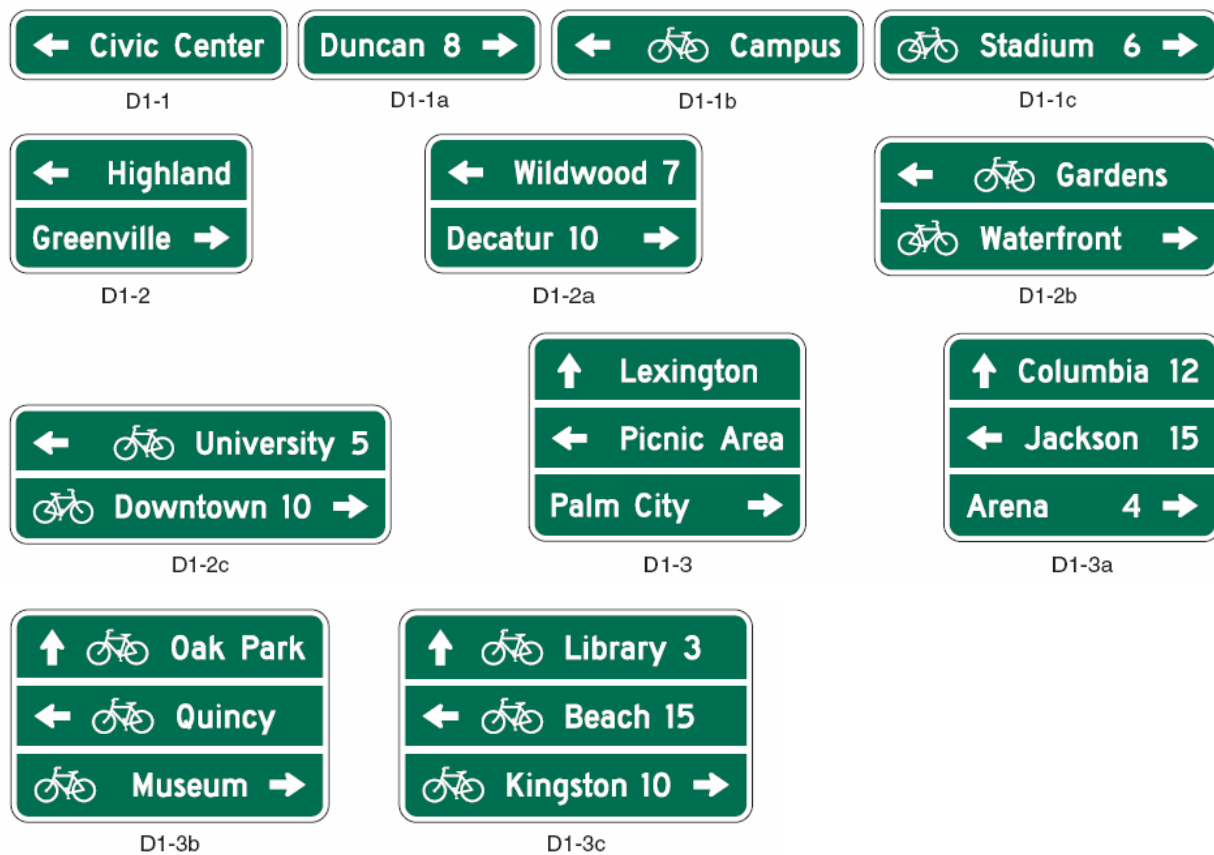 Civic Center
Duncan 8
Campus
Stadium 6
D1-1
D1-1a
D1-1b
D1-1c
Highland
Greenville
D1-2
Wildwood 7
Decatur 10
D1-2a
Gardens
Waterfront
D1-2b
University 5
Downtown 10
D1-2c
Lexington
Picnic Area
Palm City
D1-3
Columbia 12
Jackson 15
Arena 4
D1-3a
Oak Park
Quincy
Museum
D1-3b
Library 3
Beach 15
Kingston 10
D1-3c